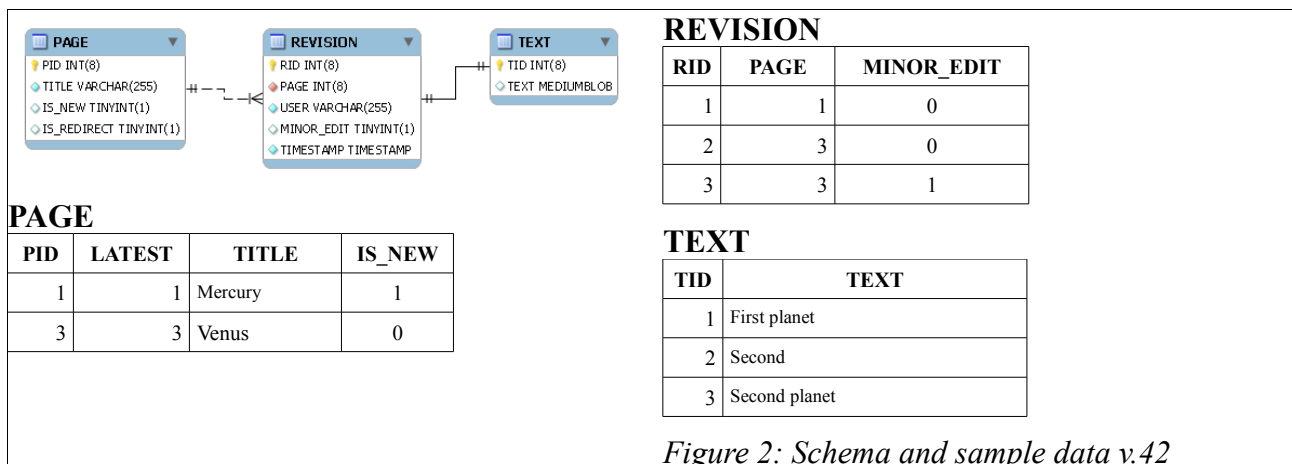 PAGE
PID INT(8)
TITLE VARCHAR(255)
IS_NEW TINYINT(1)
IS_REDIRECT TINYINT(1)
REVISION
RID INT(8)
PAGE INT(8)
USER VARCHAR(255)
MINOR_EDIT TINYINT(1)
TIMESTAMP TIMESTAMP
TEXT
TID INT(8)
TEXT MEDIUMBLOB
PAGE
PID LATEST TITLE IS_NEW
1 1 Mercury 1
3 3 Venus 0
REVISION
RID PAGE MINOR_EDIT
1 1 0
2 3 0
3 3 1
TEXT
TID TEXT
1 First planet
2 Second
3 Second planet
Figure 2: Schema and sample data v.42